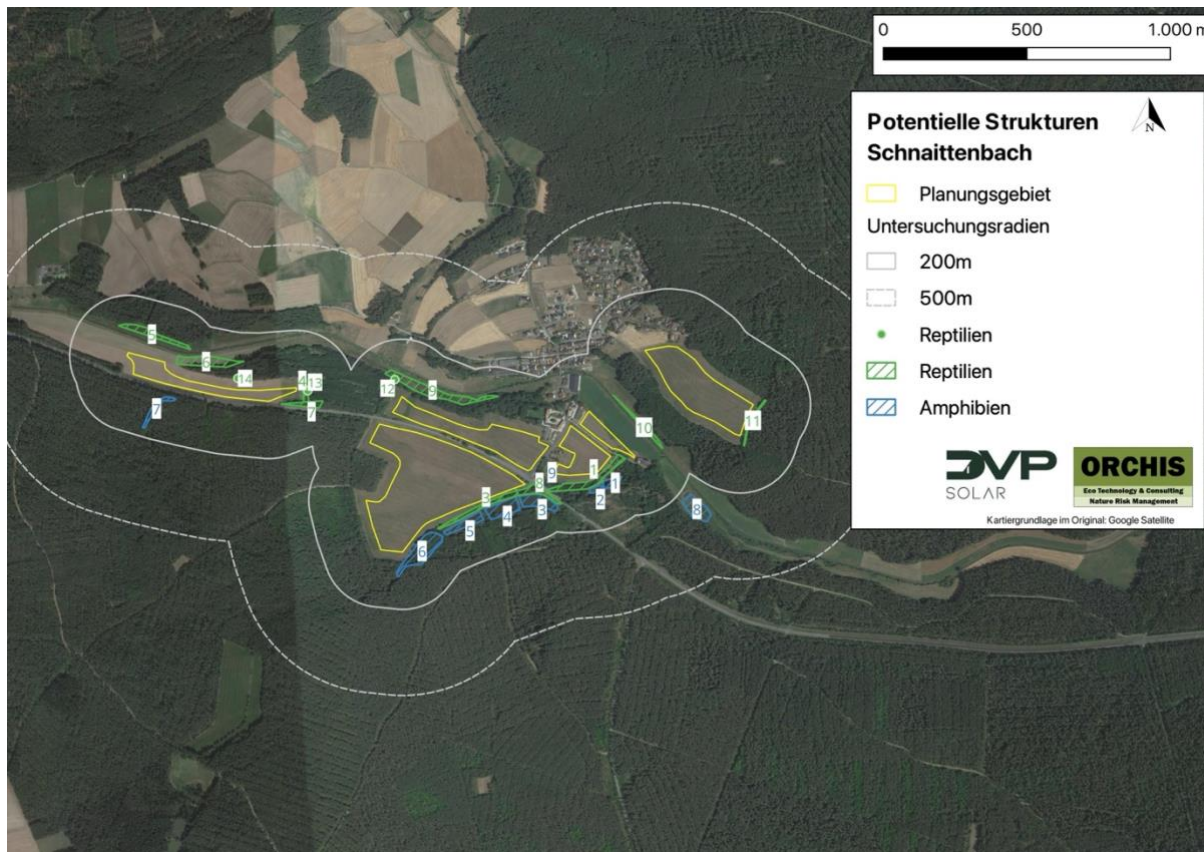 0 500 1.000 m
Potentielle Strukturen
Schnaittenbach
N
Planungsgebiet
Untersuchungsradien
200m
500m
Reptilien
Reptilien
Amphibien
DVP
SOLAR
ORCHIS
Eco Technology & Consulting
Nature Risk Management
Kartiergrundlage im Original: Google Satellite
5
6
14
4
13
7
7
12
9
10
11
9
1
8
1
3
2
3
4
5
6
8